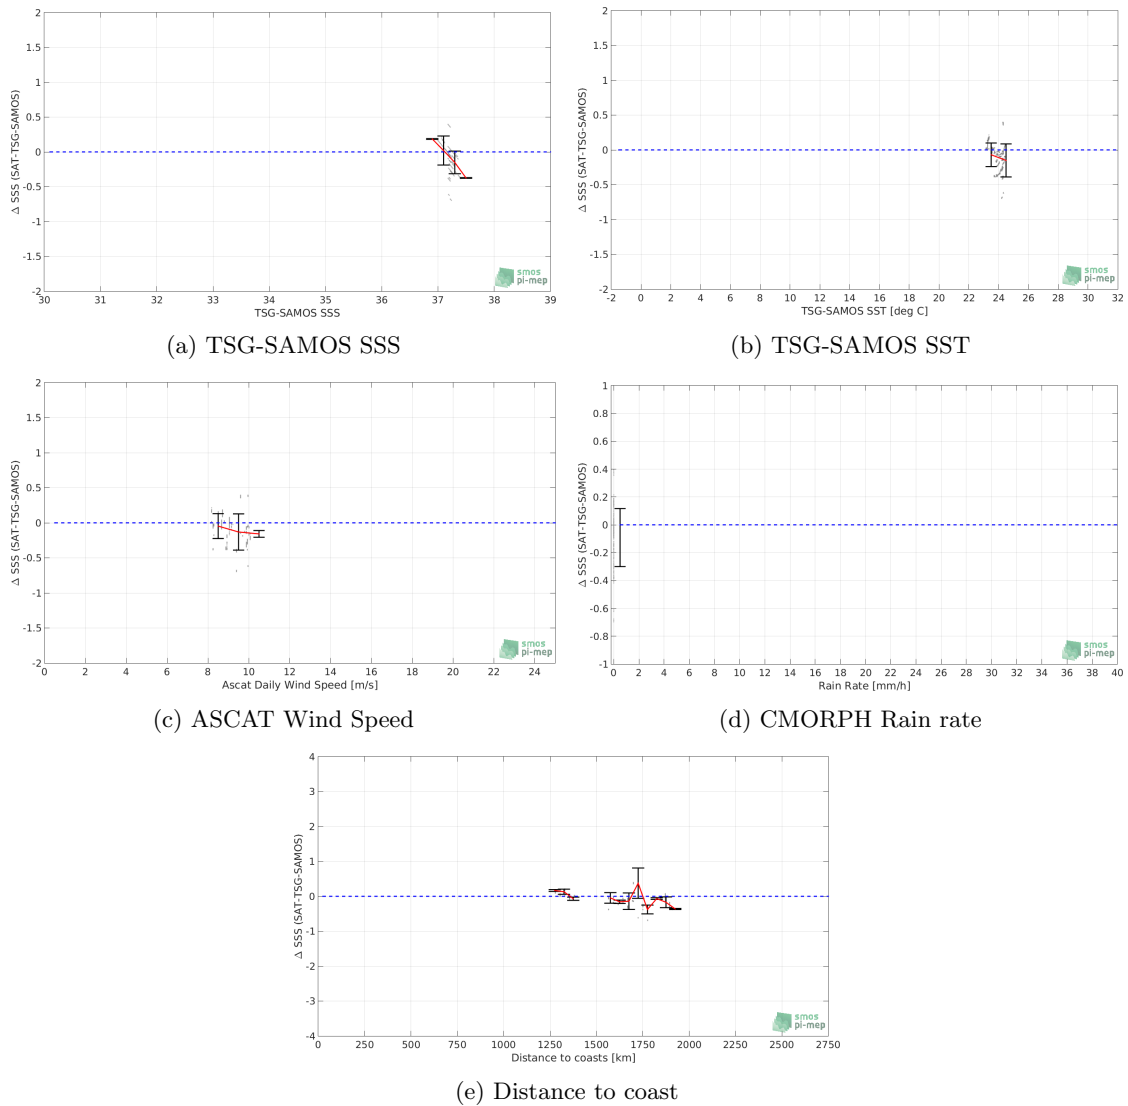 2
1.5
1
0.5
0
-0.5
-1
-1.5
-2
Δ SSS (SAT-TSG-SAMOS)
30 31 32 33 34 35 36 37 38 39
TSG-SAMOS SSS
smos
pi-mep
(a) TSG-SAMOS SSS
2
1.5
1
0.5
0
-0.5
-1
-1.5
-2
Δ SSS (SAT-TSG-SAMOS)
-2 0 2 4 6 8 10 12 14 16 18 20 22 24 26 28 30 32
TSG-SAMOS SST [deg C]
smos
pi-mep
(b) TSG-SAMOS SST
2
1.5
1
0.5
0
-0.5
-1
-1.5
-2
Δ SSS (SAT-TSG-SAMOS)
0 2 4 6 8 10 12 14 16 18 20 22 24
Ascat Daily Wind Speed [m/s]
smos
pi-mep
(c) ASCAT Wind Speed
1
0.8
0.6
0.4
0.2
0
-0.2
-0.4
-0.6
-0.8
-1
Δ SSS (SAT-TSG-SAMOS)
0 2 4 6 8 10 12 14 16 18 20 22 24 26 28 30 32 34 36 38 40
Rain Rate [mm/h]
smos
pi-mep
(d) CMORPH Rain rate
4
3
2
1
0
-1
-2
-3
-4
Δ SSS (SAT-TSG-SAMOS)
0 250 500 750 1000 1250 1500 1750 2000 2250 2500 2750
Distance to coasts [km]
smos
pi-mep
(e) Distance to coast